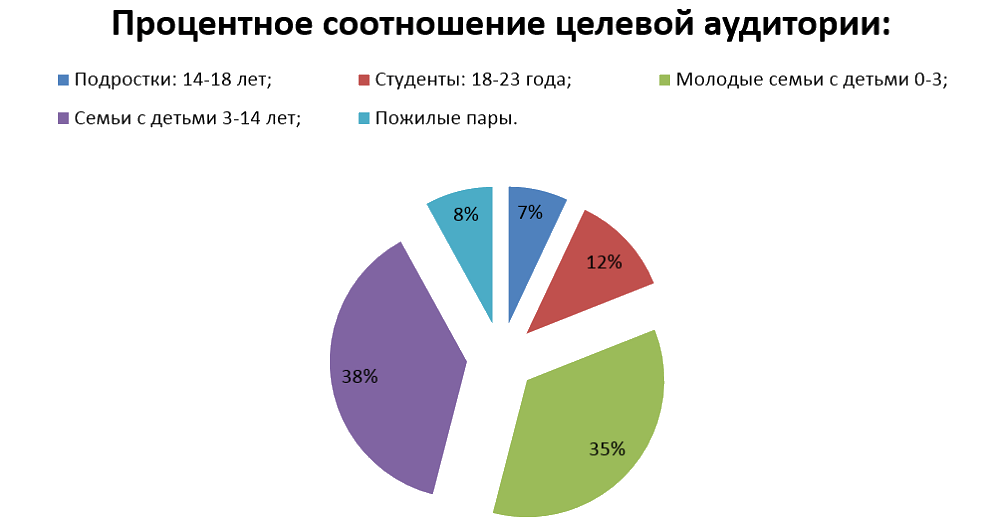 Процентное соотношение целевой аудитории:
Подростки: 14-18 лет; Студенты: 18-23 года; Молодые семьи с детьми 0-3;
Семьи с детьми 3-14 лет; Пожилые пары.
8% 7%
12%
38%
35%